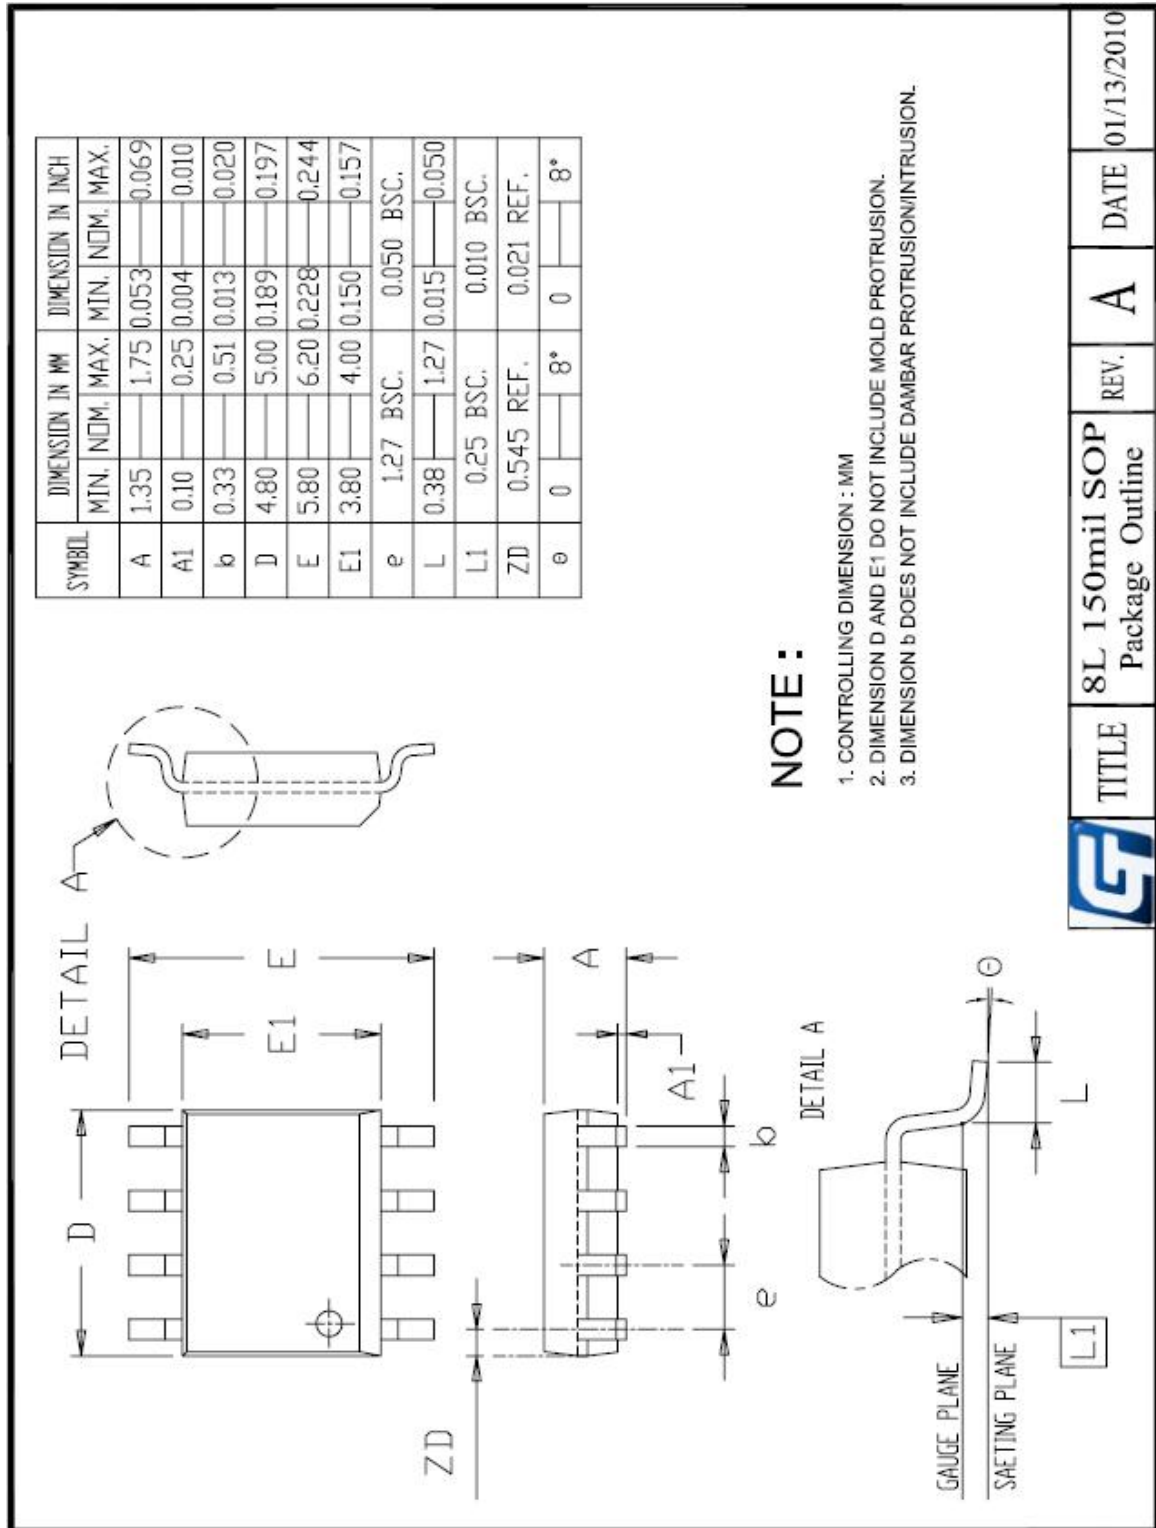 SYMBOL DIMENSION IN MM DIMENSION IN INCH
MIN. NOM. MAX. MIN. NOM. MAX.
A 1.35 1.75 0.053 0.069
A1 0.10 0.25 0.004 0.010
b 0.33 0.51 0.013 0.020
D 4.80 5.00 0.189 0.197
E 5.80 6.20 0.228 0.244
E1 3.80 4.00 0.150 0.157
e 1.27 BSC. 0.050 BSC.
L 0.38 1.27 0.015 0.050
L1 0.25 BSC. 0.010 BSC.
ZD 0.545 REF. 0.021 REF.
Θ 0 8° 0 8°
DETAIL A
D
E1
E
ZD
A
A1
e
b
DETAIL A
GAUGE PLANE
SAETING PLANE
L1
L
Θ
NOTE :
1. CONTROLLING DIMENSION : MM
2. DIMENSION D AND E1 DO NOT INCLUDE MOLD PROTRUSION.
3. DIMENSION b DOES NOT INCLUDE DAMBAR PROTRUSION/INTRUSION.
TITLE
8L 150mil SOP
Package Outline
REV.
A
DATE
01/13/2010